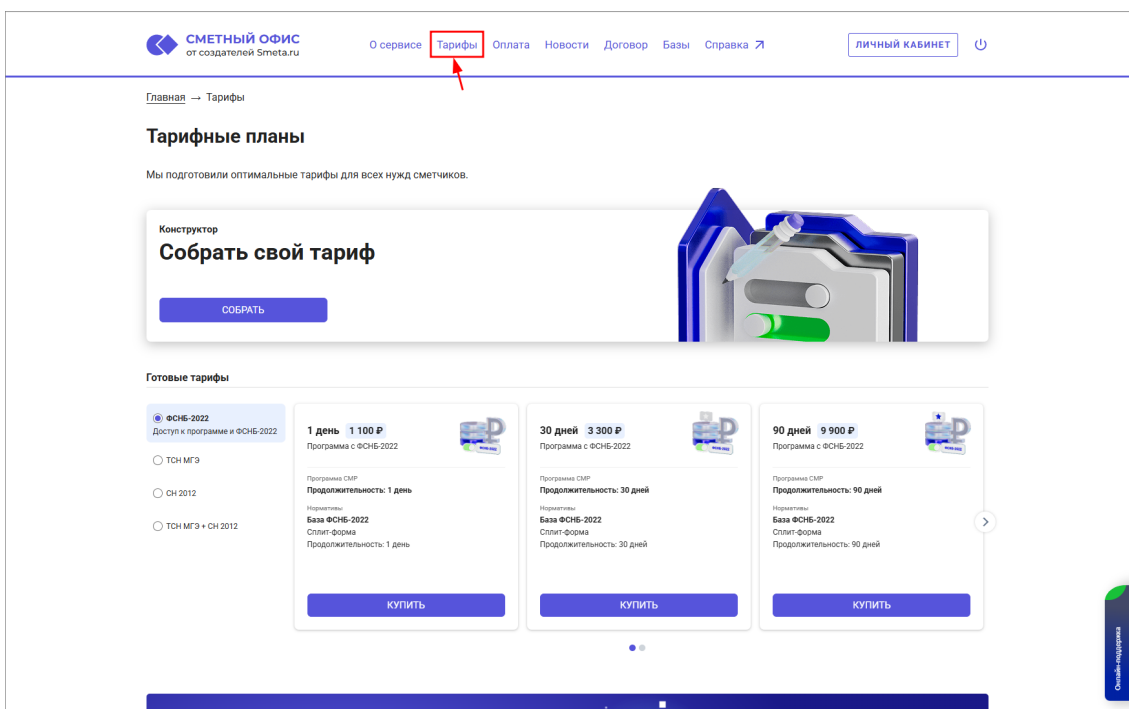 СМЕТНЫЙ ОФИС
от создателей Smeta.ru
О сервисе Тарифы Оплата Новости Договор Базы Справка
ЛИЧНЫЙ КАБИНЕТ
Главная → Тарифы
Тарифные планы
Мы подготовили оптимальные тарифы для всех нужд сметчиков.
Конструктор
Собрать свой тариф
СОБРАТЬ
Готовые тарифы
ФСНБ-2022
Доступ к программе и ФСНБ-2022
ТСН МГЭ
СН 2012
ТСН МГЭ + СН 2012
1 день 1 100 ₽
Программа с ФСНБ-2022
Программа СМР
Продолжительность: 1 день
Нормативы
База ФСНБ-2022
Сплит-форма
Продолжительность: 1 день
КУПИТЬ
30 дней 3 300 ₽
Программа с ФСНБ-2022
Программа СМР
Продолжительность: 30 дней
Нормативы
База ФСНБ-2022
Сплит-форма
Продолжительность: 30 дней
КУПИТЬ
90 дней 9 900 ₽
Программа с ФСНБ-2022
Программа СМР
Продолжительность: 90 дней
Нормативы
База ФСНБ-2022
Сплит-форма
Продолжительность: 90 дней
КУПИТЬ
Онлайн-поддержка